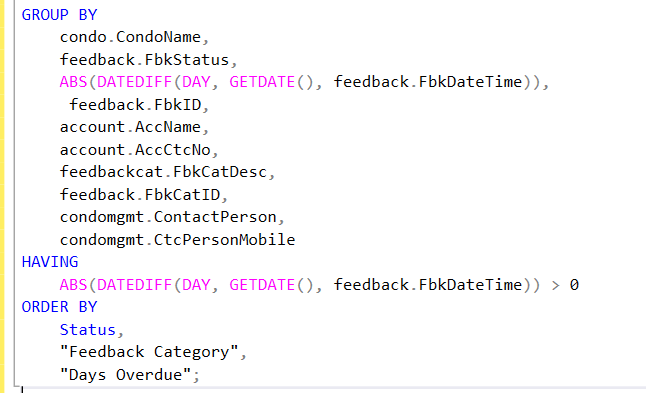 GROUP BY
condo.CondoName,
feedback.FbkStatus,
ABS(DATEDIFF(DAY, GETDATE(), feedback.FbkDateTime)),
feedback.FbkID,
account.AccName,
account.AccCtcNo,
feedbackcat.FbkCatDesc,
feedback.FbkCatID,
condomgmt.ContactPerson,
condomgmt.CtcPersonMobile
HAVING
ABS(DATEDIFF(DAY, GETDATE(), feedback.FbkDateTime)) > 0
ORDER BY
Status,
"Feedback Category",
"Days Overdue";